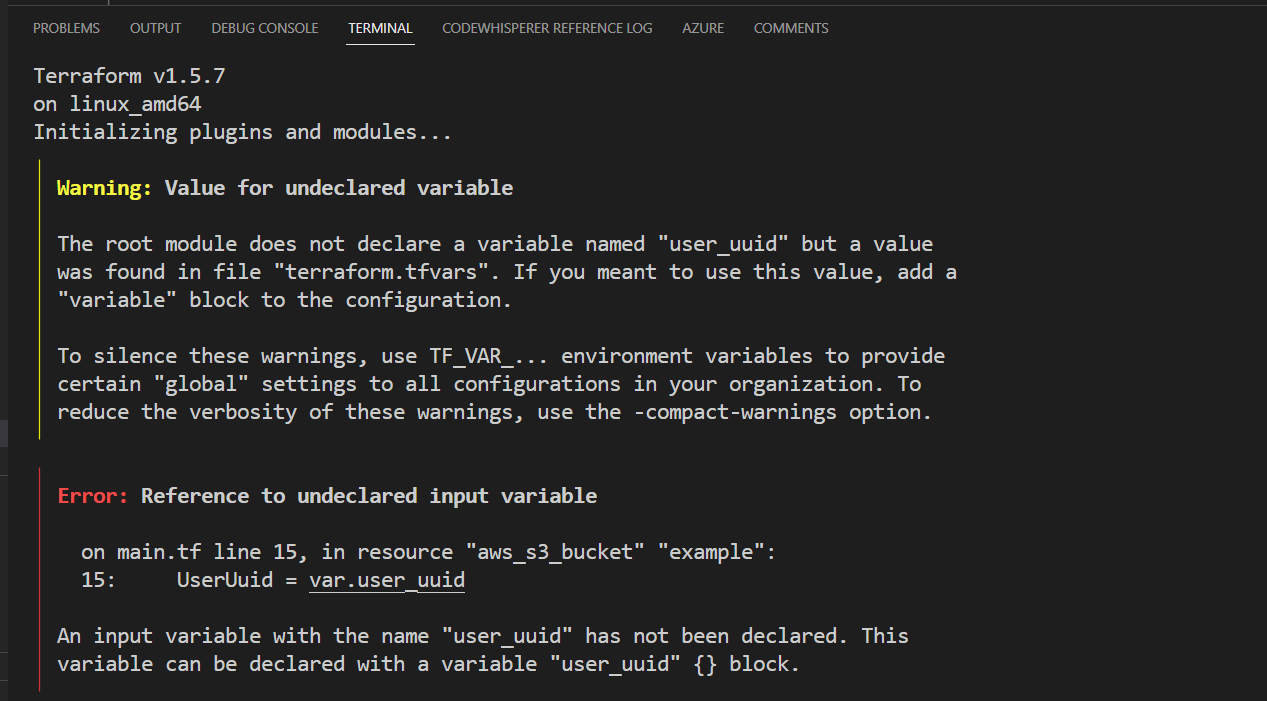 PROBLEMS OUTPUT DEBUG CONSOLE TERMINAL CODEWHISPERER REFERENCE LOG AZURE COMMENTS
Terraform v1.5.7
on linux_amd64
Initializing plugins and modules...
Warning: Value for undeclared variable
The root module does not declare a variable named "user_uuid" but a value
was found in file "terraform.tfvars". If you meant to use this value, add a
"variable" block to the configuration.
To silence these warnings, use TF_VAR_... environment variables to provide
certain "global" settings to all configurations in your organization. To
reduce the verbosity of these warnings, use the -compact-warnings option.
Error: Reference to undeclared input variable
on main.tf line 15, in resource "aws_s3_bucket" "example":
15: UserUuid = var.user_uuid
An input variable with the name "user_uuid" has not been declared. This
variable can be declared with a variable "user_uuid" {} block.